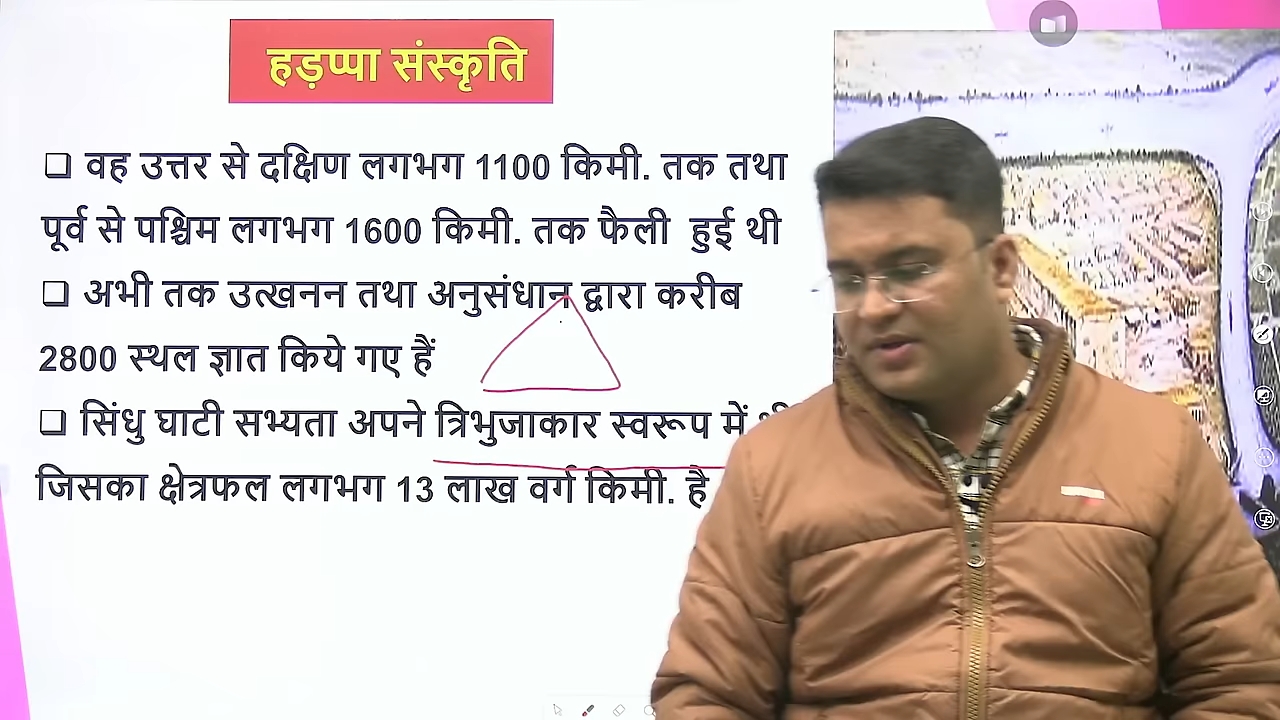 हड़प्पा संस्कृति
❑ वह उत्तर से दक्षिण लगभग 1100 किमी. तक तथा
पूर्व से पश्चिम लगभग 1600 किमी. तक फैली हुई थी
❑ अभी तक उत्खनन तथा अनुसंधान द्वारा करीब
2800 स्थल ज्ञात किये गए हैं
❑ सिंधु घाटी सभ्यता अपने त्रिभुजाकार स्वरूप में
जिसका क्षेत्रफल लगभग 13 लाख वर्ग किमी. है